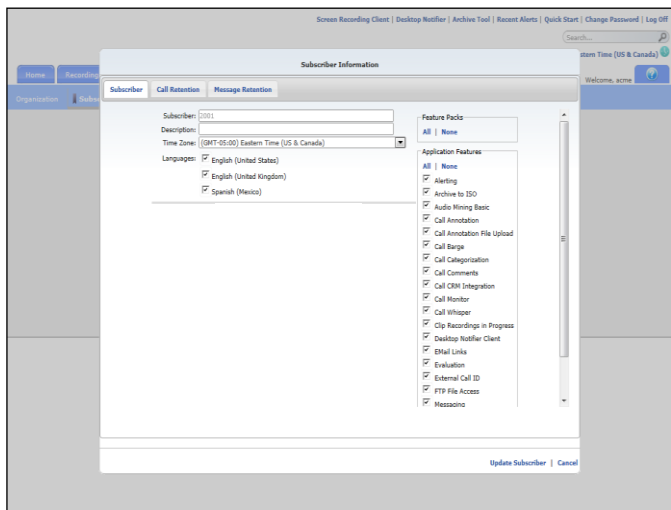 Screen Recording Client | Desktop Notifier | Archive Tool | Recent Alerts | Quick Start | Change Password | Log Off
Search...
stern Time (US & Canada)
Home
Recording
Welcome, acme
Organization
Subsc
Subscriber Information
Subscriber
Call Retention
Message Retention
Subscriber: 2001
Description:
Time Zone: (GMT-05:00) Eastern Time (US & Canada)
Languages: English (United States)
English (United Kingdom)
Spanish (Mexico)
Feature Packs
All | None
Application Features
All | None
Alerting
Archive to ISO
Audio Mining Basic
Call Annotation
Call Annotation File Upload
Call Barge
Call Categorization
Call Comments
Call CRM Integration
Call Monitor
Call Whisper
Clip Recordings in Progress
Desktop Notifier Client
EMail Links
Evaluation
External Call ID
FTP File Access
Messaging
Update Subscriber | Cancel